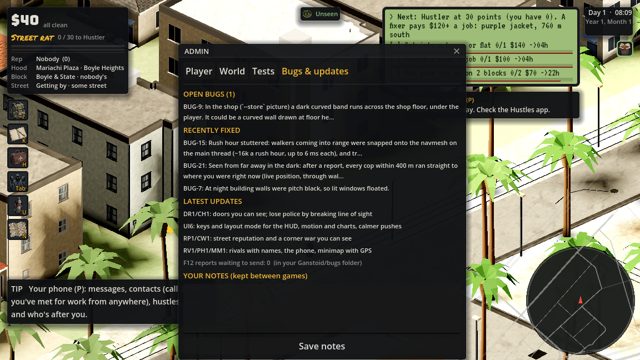 $40 all clean
STREET RAT 0 / 30 to Hustler
Rep Nobody (0)
Hood Mariachi Plaza · Boyle Heights
Block Boyle & State · nobody's
Street Getting by · some street
Tab
U
Unseen
> Next: Hustler at 30 points (you have 0). A
fixer pays $120+ a job: purple jacket, 760 m
south
or flat 0/1 $140 ->04h
job 0/1 $100 ->04h
on 2 blocks 0/2 $70 ->22h
(P)
ay. Check the Hustles app.
Day 1 · 08:09
Year 1, Month 1
ADMIN
Player World Tests Bugs & updates
OPEN BUGS (1)
BUG-9: In the shop (`--store` picture) a dark curved band runs across the shop floor, under the
player. It could be a curved wall drawn at floor he...
RECENTLY FIXED
BUG-15: Rush hour stuttered: walkers coming into range were snapped onto the navmesh on
the main thread (~16k a rush hour, up to 6 ms each), and tr...
BUG-21: Seen from far away in the dark: after a report, every cop within 400 m ran straight to
where you were right now (live position, through wal...
BUG-7: At night building walls were pitch black, so lit windows floated.
LATEST UPDATES
DR1/CH1: doors you can see; lose police by breaking line of sight
UI6: keys and layout mode for the HUD, motion and charts, calmer pushes
RP1/CW1: street reputation and a corner war you can see
RV1/PH1/MM1: rivals with names, the phone, minimap with GPS
F12 reports waiting to send: 0 (in your Ganstoid/bugs folder)
YOUR NOTES (kept between games)
Save notes
TIP Your phone (P): messages, contacts (call
you've met for work from anywhere), hustles
and who's after you.